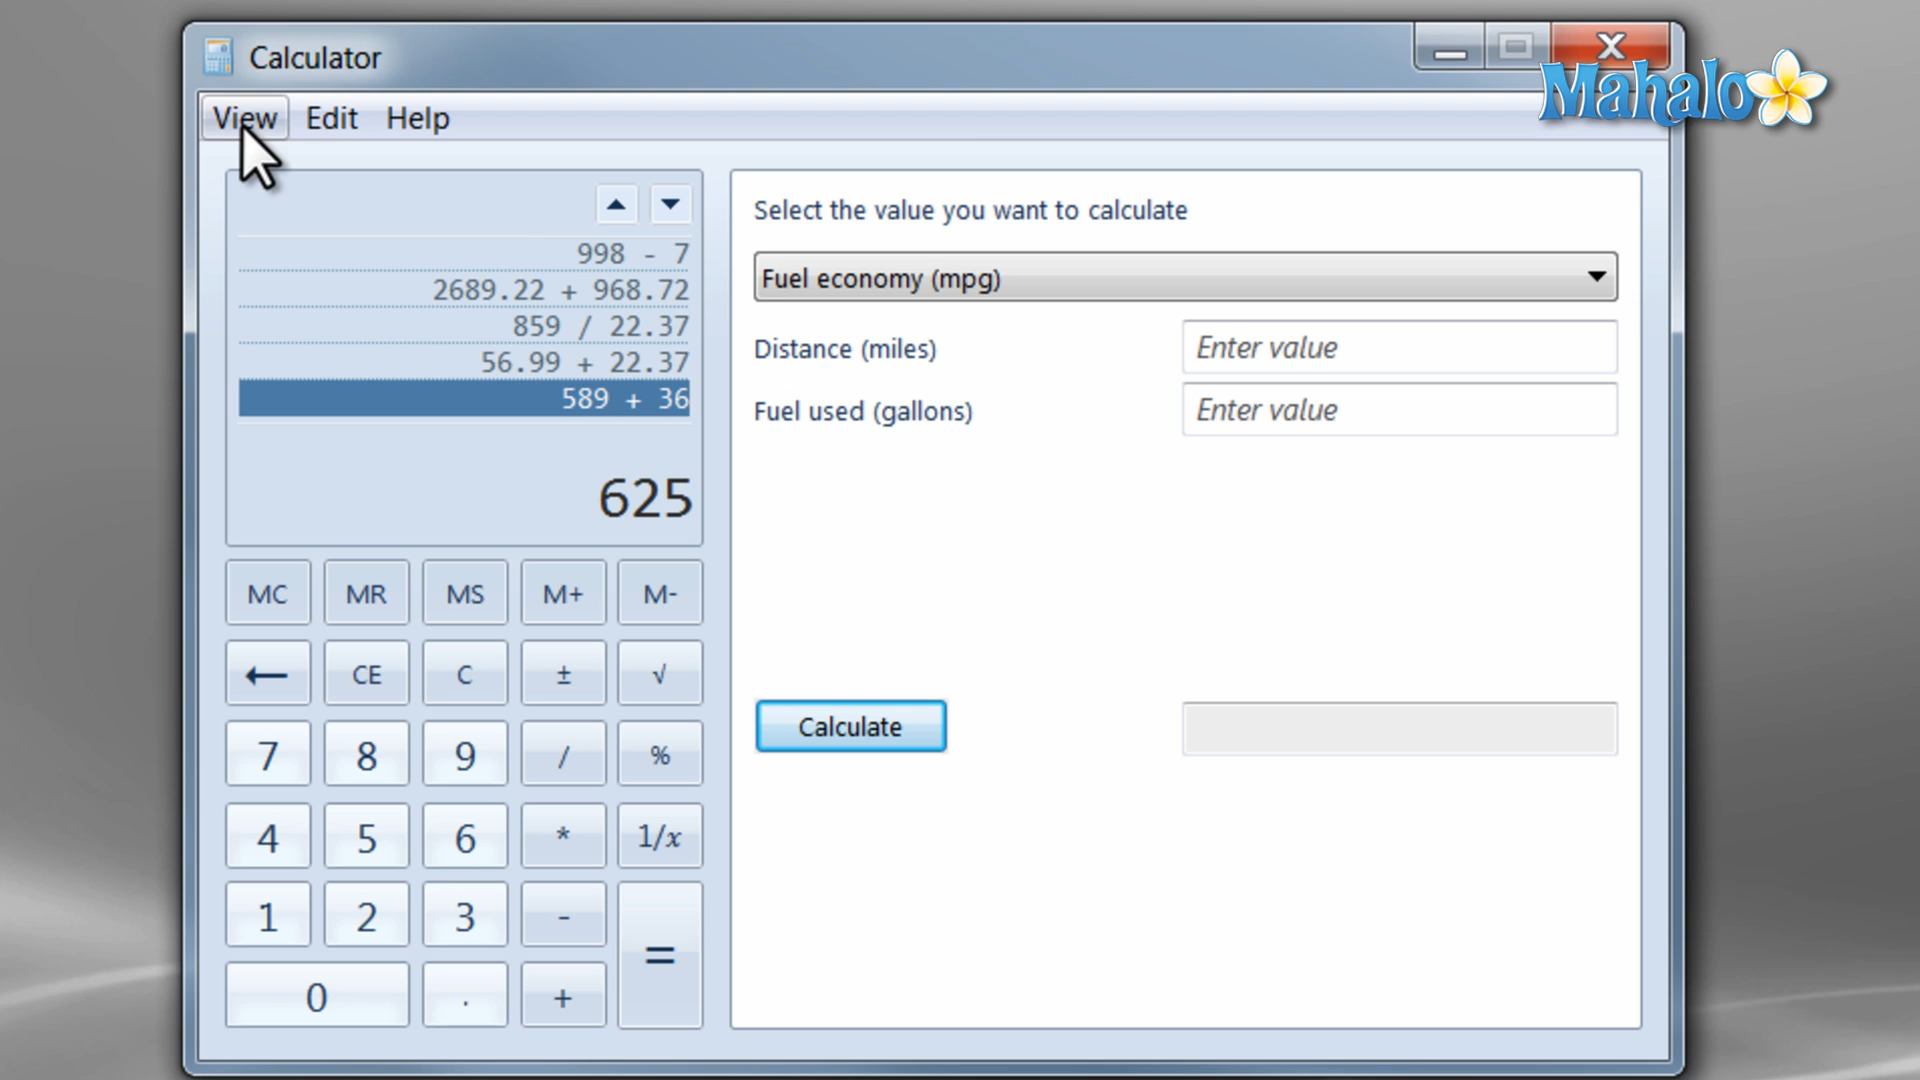 Calculator
Mahalo
View Edit Help
998 - 7
2689.22 + 968.72
859 / 22.37
56.99 + 22.37
589 + 36
625
MC MR MS M+ M-
← CE C ± √
7 8 9 / %
4 5 6 * 1/x
1 2 3 - =
0 . +
Select the value you want to calculate
Fuel economy (mpg)
Distance (miles) Enter value
Fuel used (gallons) Enter value
Calculate